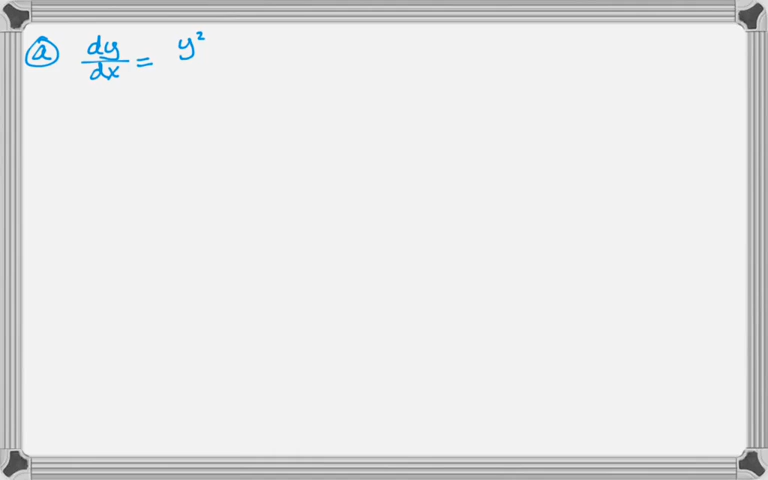 ⓐ dy/dx = y²